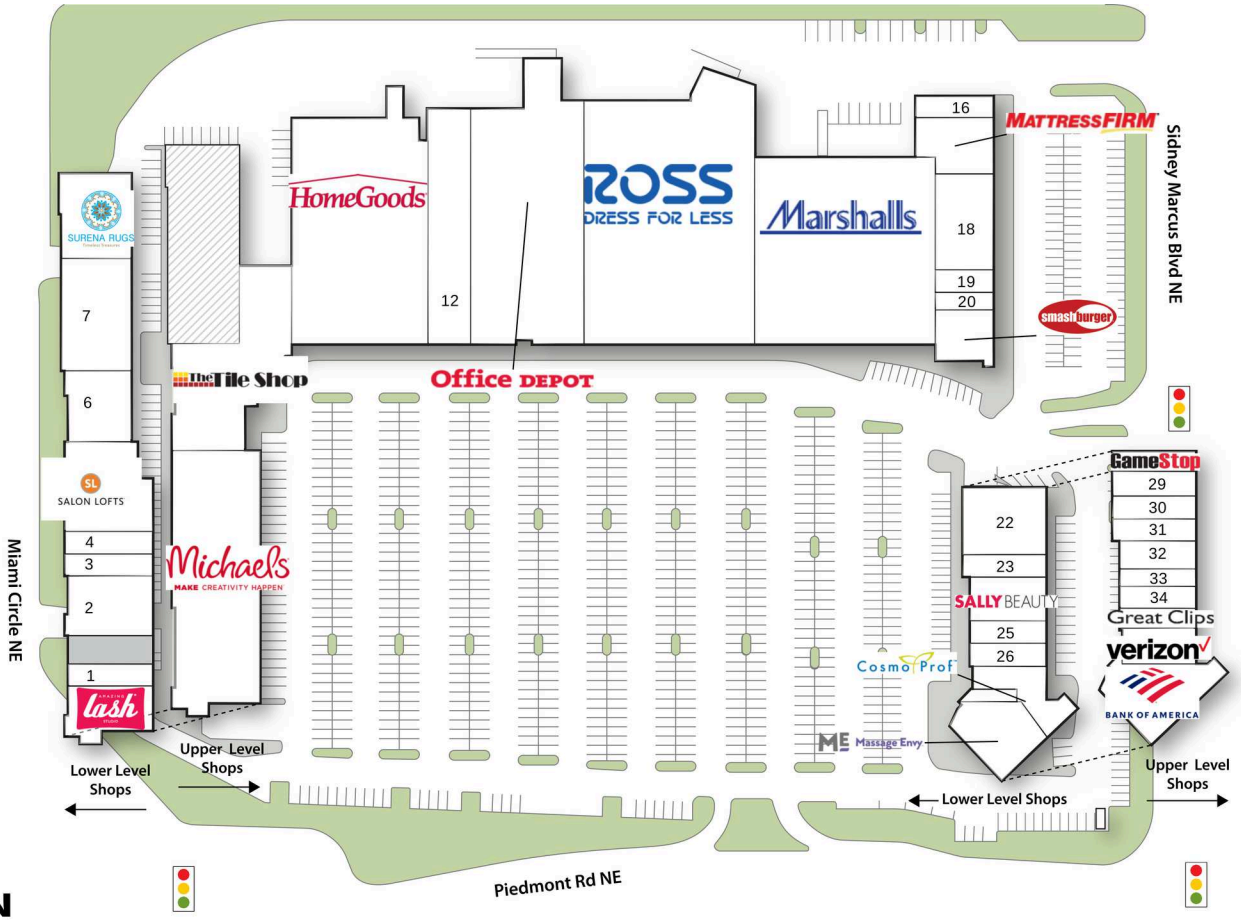 16
MATTRESSFIRM
Sidney Marcus Blvd NE
SURENA RUGS
HomeGoods
ROSS
DRESS FOR LESS
Marshalls
18
19
20
12
7
smashburger
The Tile Shop
Office DEPOT
6
SL
SALON LOFTS
GameStop
29
30
31
32
33
34
Great Clips
verizon
BANK OF AMERICA
22
23
SALLY BEAUTY
25
26
CosmoProf
ME Massage Envy
4
3
2
1
Michaels
MAKE CREATIVITY HAPPEN
Miami Circle NE
AMAZING
lash
STUDIO
Lower Level
Shops
Upper Level
Shops
Lower Level Shops
Upper Level
Shops
Piedmont Rd NE
N